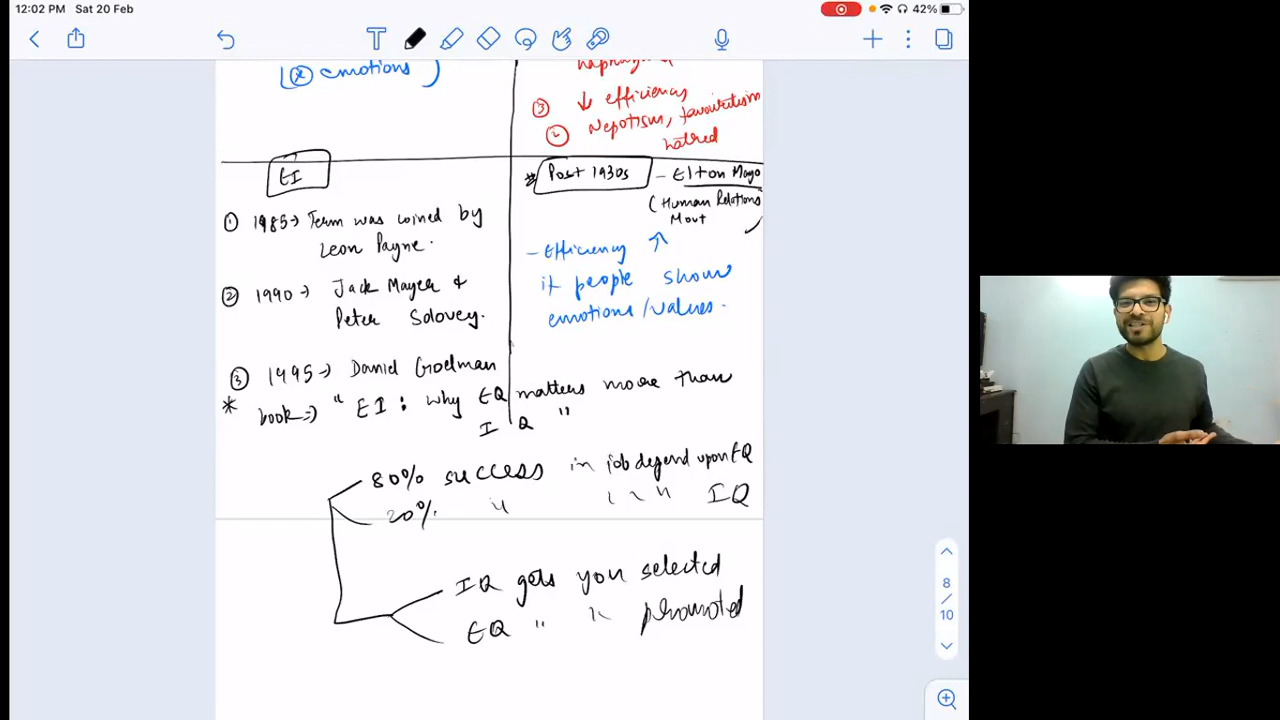 12:02 PM Sat 20 Feb
42%
(x) emotions )
③ ↓ efficiency
② Nepotism, favouritism
hatred
EI
* Post 1930s - Elton Mayo
(Human Relations
Movt
① 1985 → Term was coined by
Leon Payne.
② 1990 → Jack Mayer &
Peter Solovey.
- Efficiency ↑
if people show
emotions/values.
③ 1995 → Daniel Goelman
* book => "EI : Why EQ matters more than
IQ"
80% success in job depend upon EQ
20% " " " " IQ
IQ gets you selected
EQ " " promoted
8
/
10